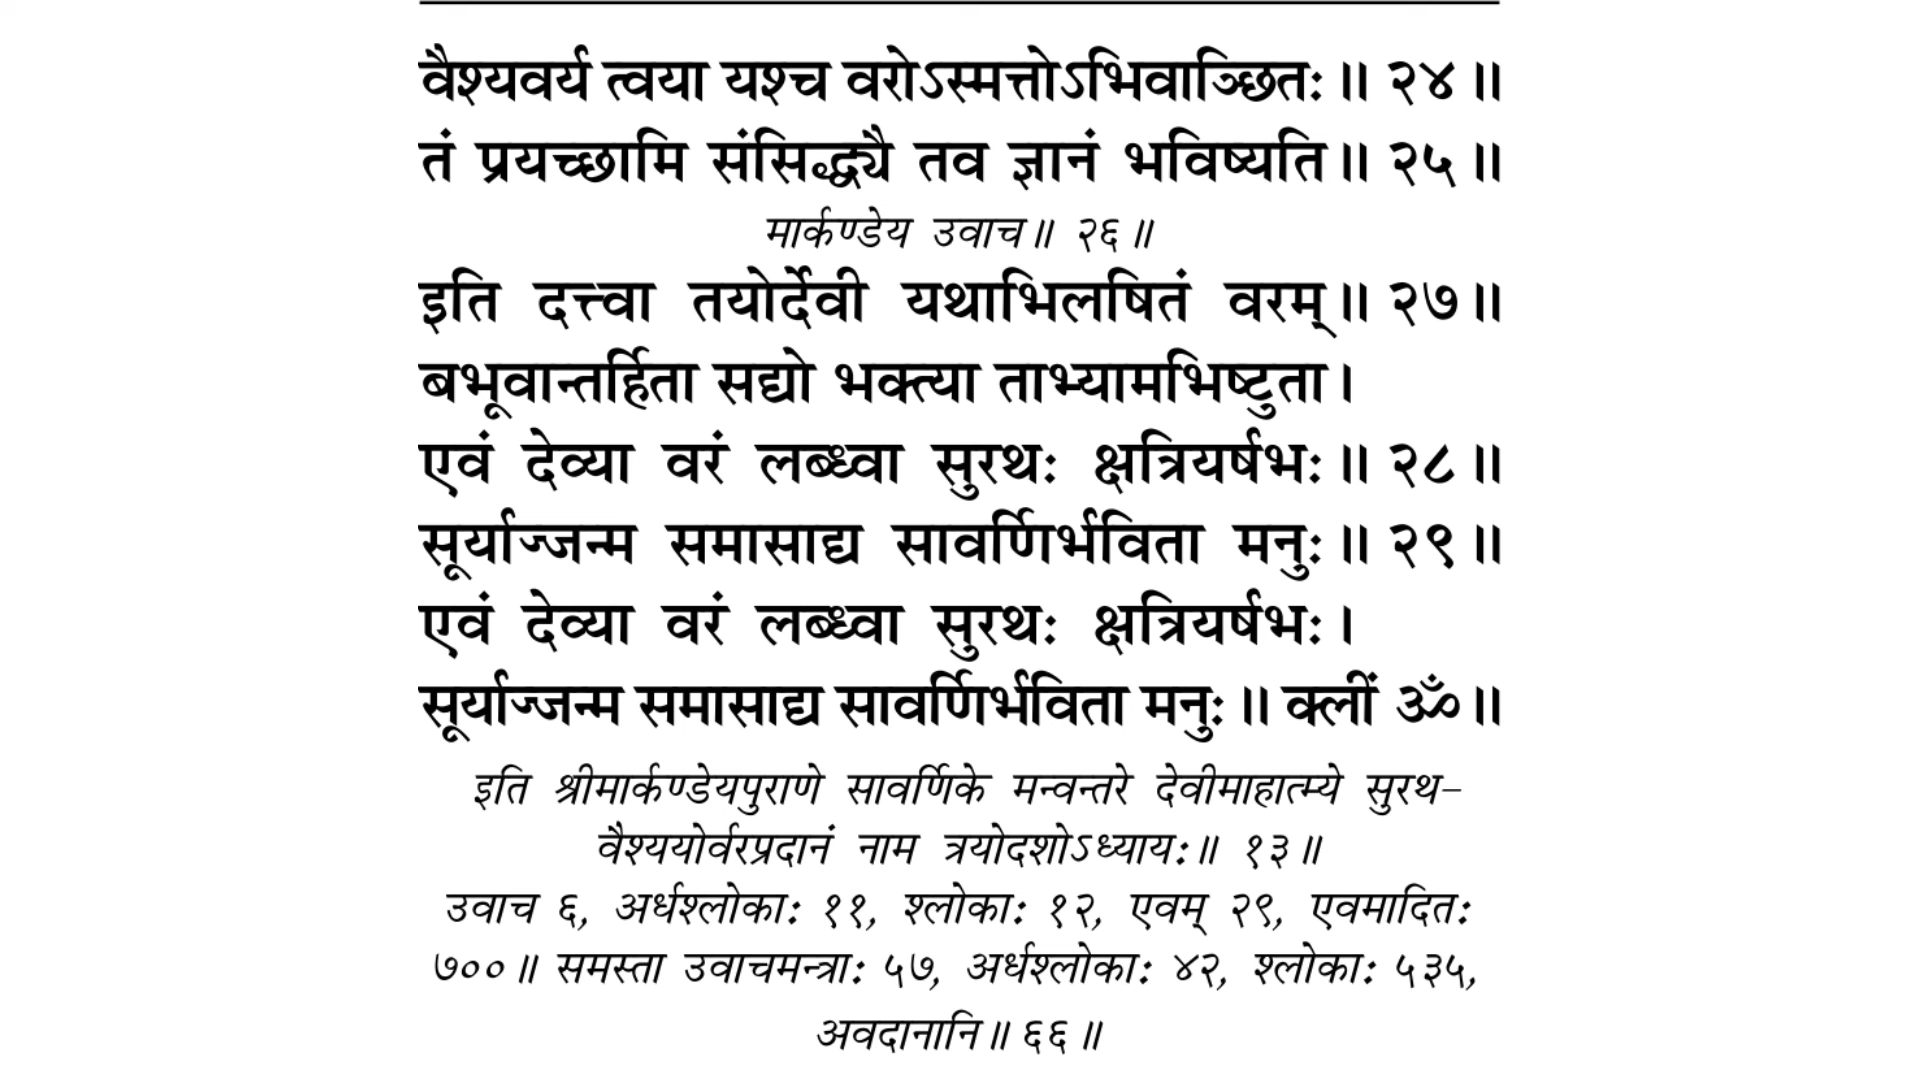 वैश्यवर्य त्वया यश्च वरोऽस्मत्तोऽभिवाञ्छितः॥ २४॥
तं प्रयच्छामि संसिद्ध्यै तव ज्ञानं भविष्यति॥ २५॥
मार्कण्डेय उवाच॥ २६॥
इति दत्त्वा तयोर्देवी यथाभिलषितं वरम्॥ २७॥
बभूवान्तर्हिता सद्यो भक्त्या ताभ्यामभिष्टुता।
एवं देव्या वरं लब्ध्वा सुरथः क्षत्रियर्षभः॥ २८॥
सूर्याज्जन्म समासाद्य सावर्णिर्भविता मनुः॥ २९॥
एवं देव्या वरं लब्ध्वा सुरथः क्षत्रियर्षभः।
सूर्याज्जन्म समासाद्य सावर्णिर्भविता मनुः॥ क्लीं ॐ॥
इति श्रीमार्कण्डेयपुराणे सावर्णिके मन्वन्तरे देवीमाहात्म्ये सुरथ-
वैश्ययोर्वरप्रदानं नाम त्रयोदशोऽध्यायः॥ १३॥
उवाच ६, अर्धश्लोकाः ११, श्लोकाः १२, एवम् २९, एवमादितः
७००॥ समस्ता उवाचमन्त्राः ५७, अर्धश्लोकाः ४२, श्लोकाः ५३५,
अवदानानि॥ ६६॥